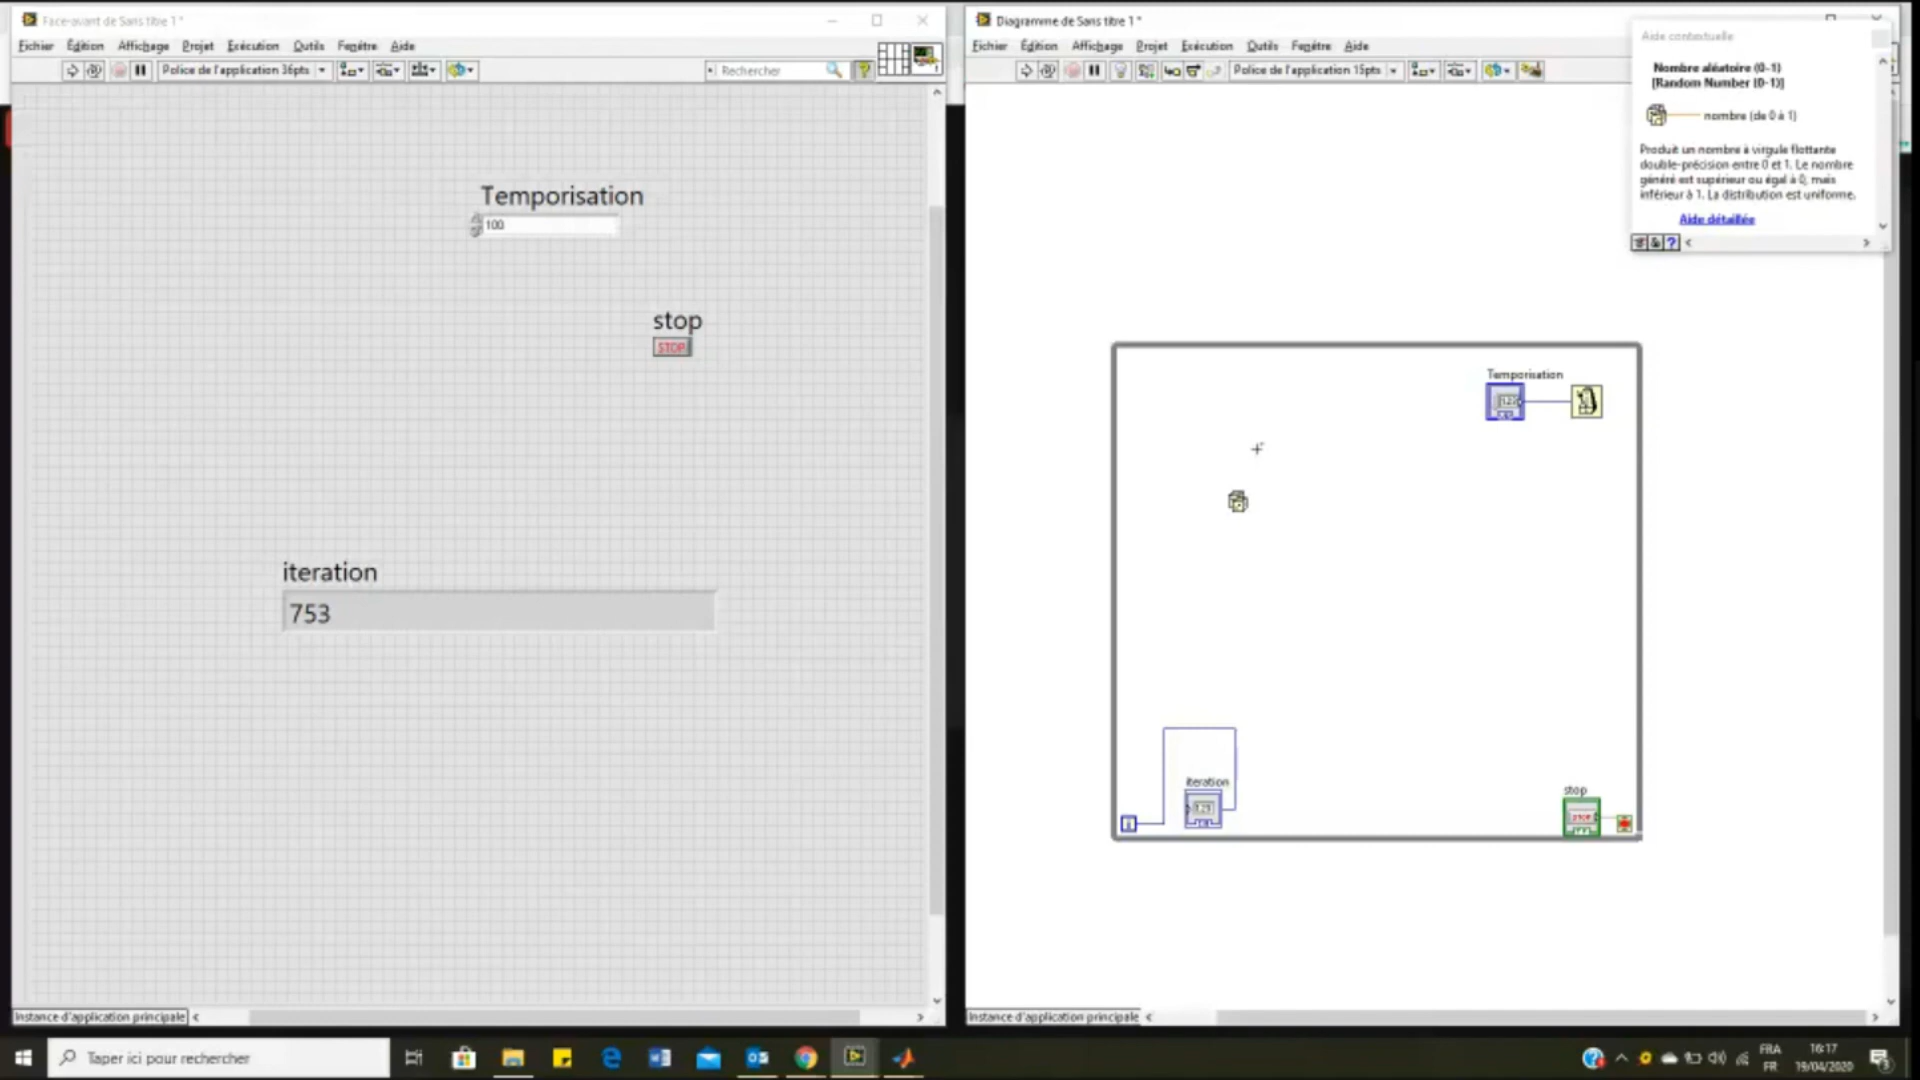 Face-avant de Sans titre 1 *
Fichier Édition Affichage Projet Exécution Outils Fenêtre Aide
Police de l'application 36pts
Rechercher
Temporisation
100
stop
STOP
iteration
753
Instance d'application principale
Diagramme de Sans titre 1 *
Fichier Édition Affichage Projet Exécution Outils Fenêtre Aide
Police de l'application 15pts
Aide contextuelle
Nombre aléatoire (0-1)
[Random Number (0-1)]
nombre (de 0 à 1)
Produit un nombre à virgule flottante
double-précision entre 0 et 1. Le nombre
généré est supérieur ou égal à 0, mais
inférieur à 1. La distribution est uniforme.
Aide détaillée
Temporisation
iteration
stop
STOP
i
Instance d'application principale
Taper ici pour rechercher
FRA
FR
16:17
19/04/2020